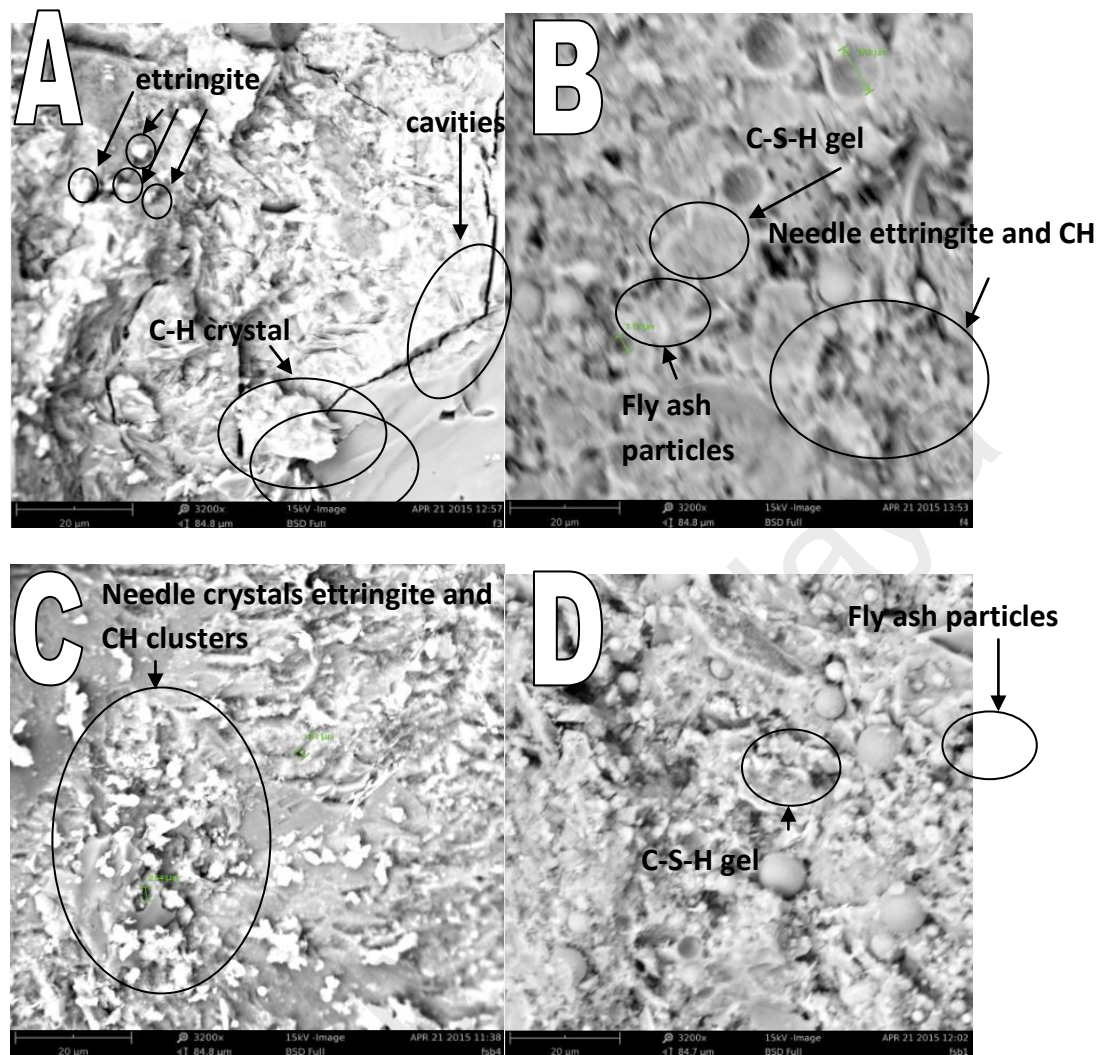 A
ettringite
cavities
C-H crystal
20 µm
3200x
84.8 µm
15kV -Image
BSD Full
APR 21 2015 12:57
f3
B
C-S-H gel
Needle ettringite and CH
Fly ash
particles
20 µm
3200x
84.8 µm
15kV -Image
BSD Full
APR 21 2015 13:53
f4
C
Needle crystals ettringite and
CH clusters
20 µm
3200x
84.8 µm
15kV -Image
BSD Full
APR 21 2015 11:38
fsb4
D
Fly ash particles
C-S-H gel
20 µm
3200x
84.7 µm
15kV -Image
BSD Full
APR 21 2015 12:02
fsb1